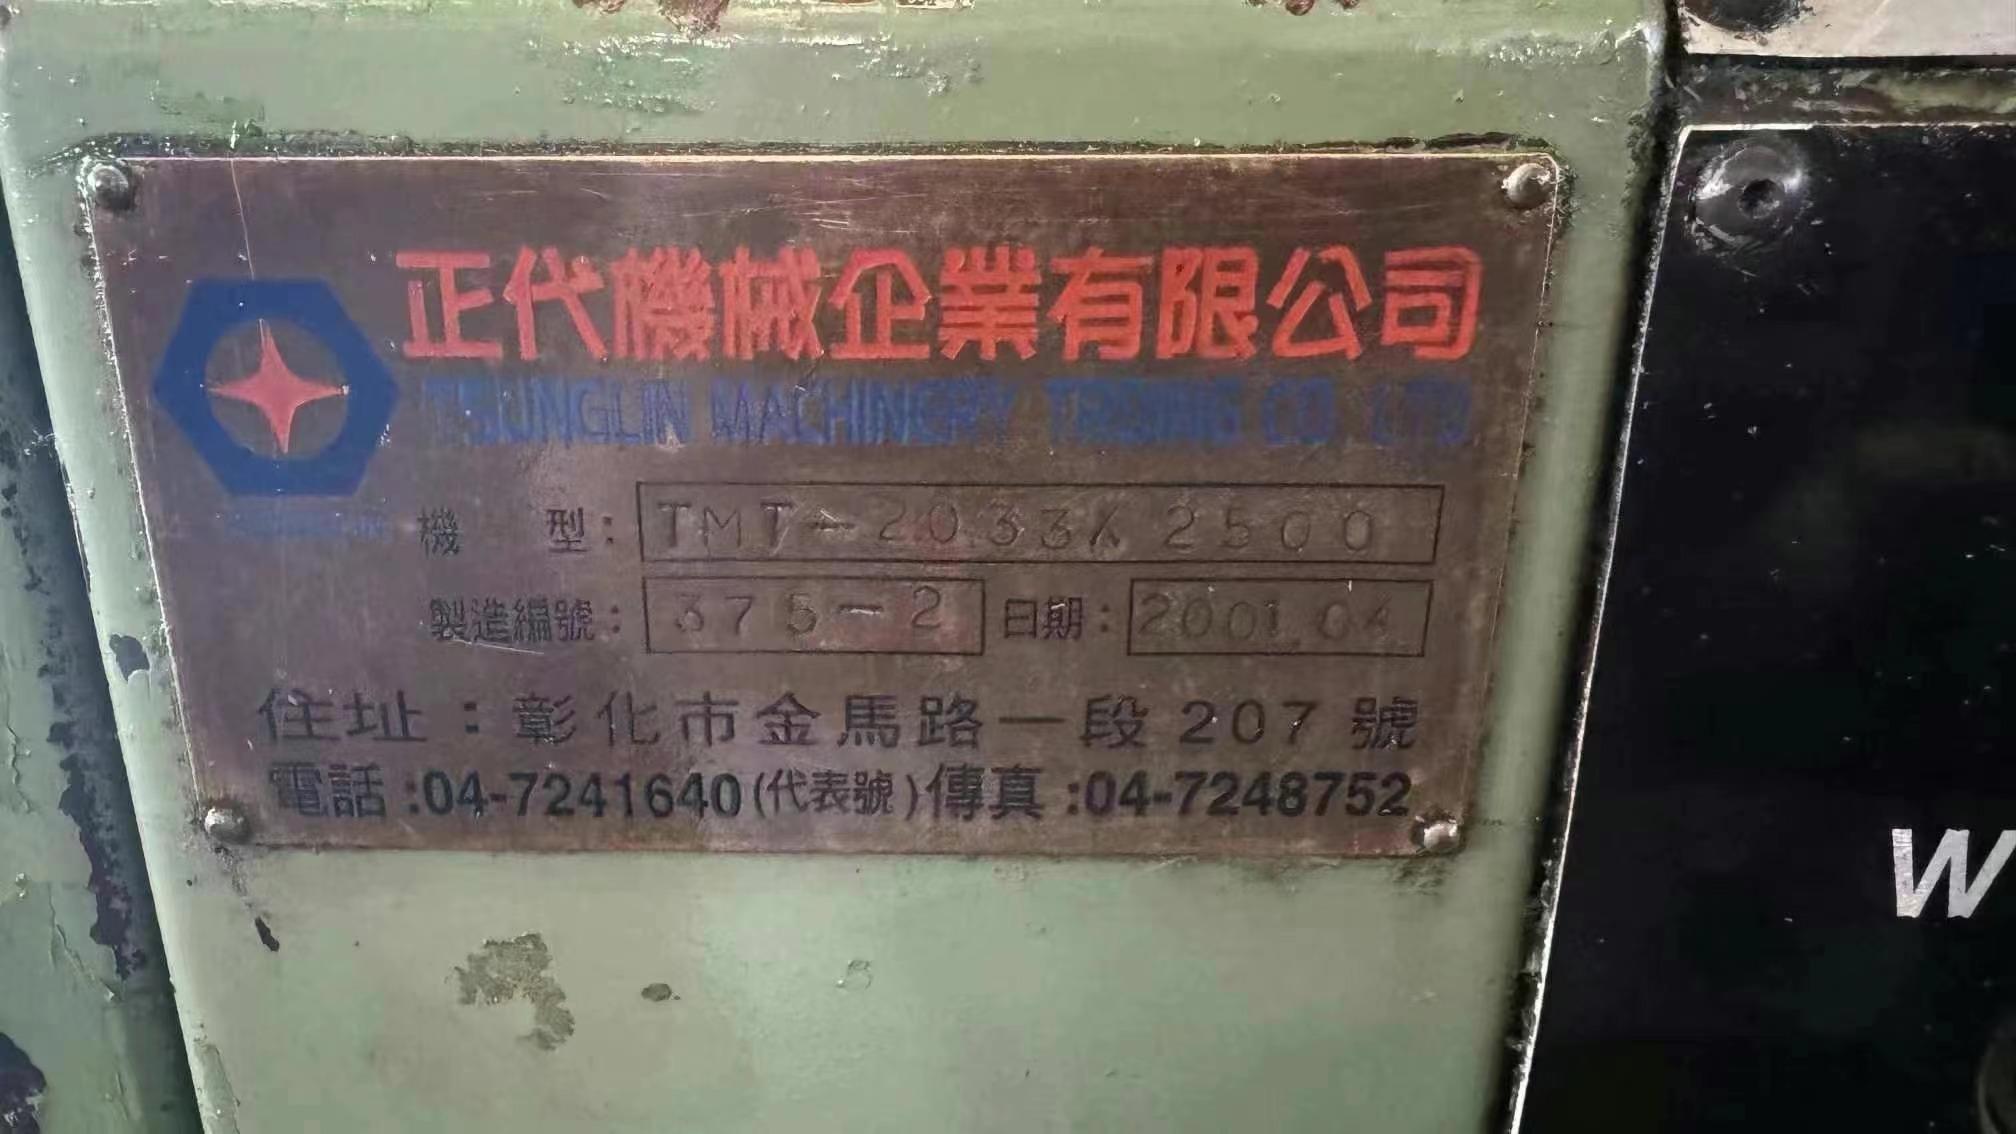 正代機械企業有限公司
TSUNGLIN MACHINERY TRADING CO. LTD.
機 型: TMT-2033X2500
製造編號: 375-2 日期: 2001.04
住址:彰化市金馬路一段207號
電話:04-7241640(代表號)傳真:04-7248752
W